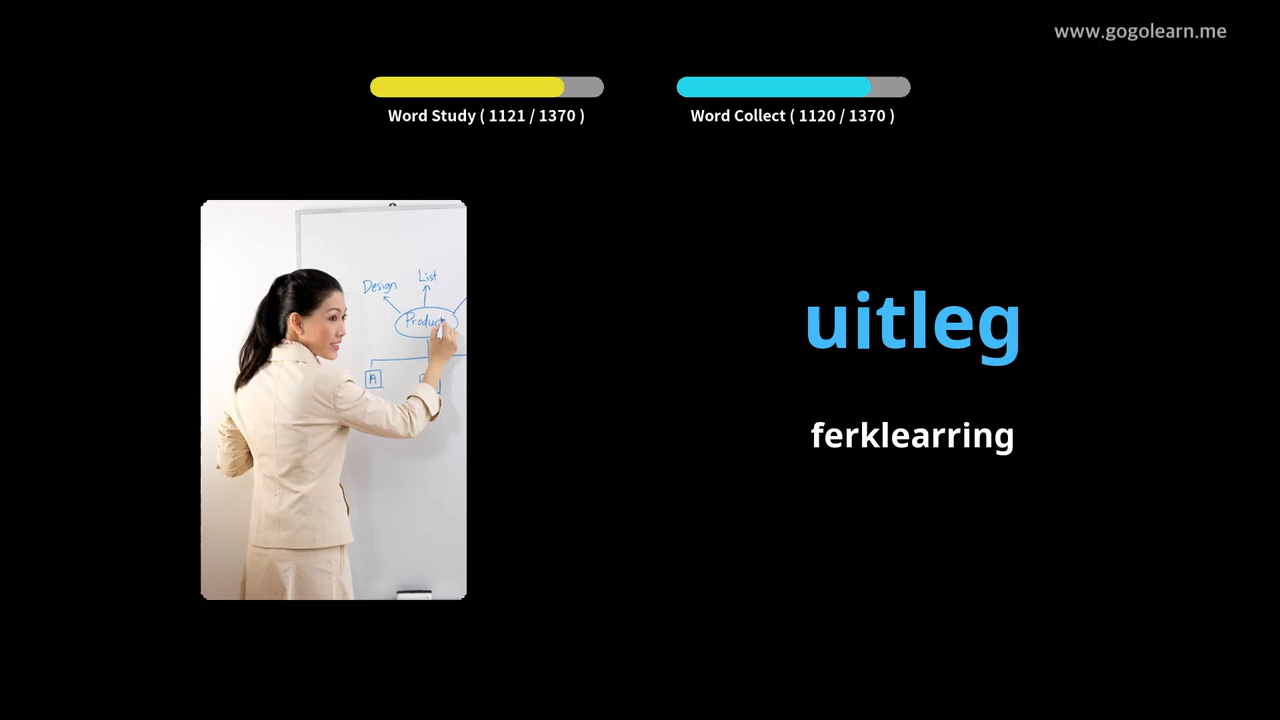 www.gogolearn.me
Word Study ( 1121 / 1370 )
Word Collect ( 1120 / 1370 )
List
Design
Product
A
uitleg
ferklearring